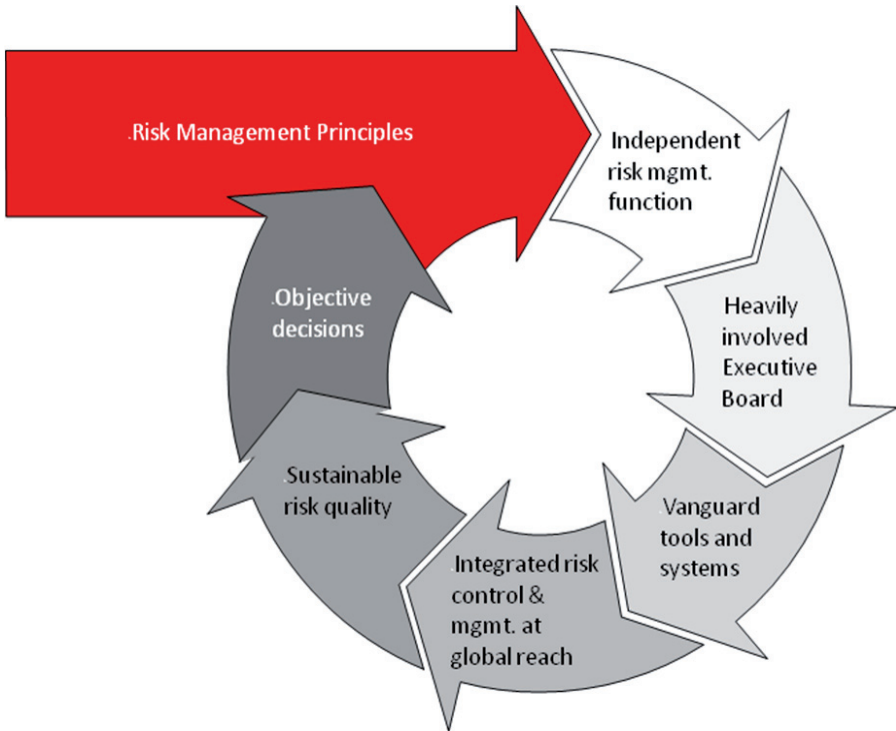 .Risk Management Principles
Independent
risk mgmt.
function
Heavily
involved
Executive
Board
.Vanguard
tools and
systems
.Integrated risk
control &
mgmt. at
global reach
.Sustainable
risk quality
.Objective
decisions